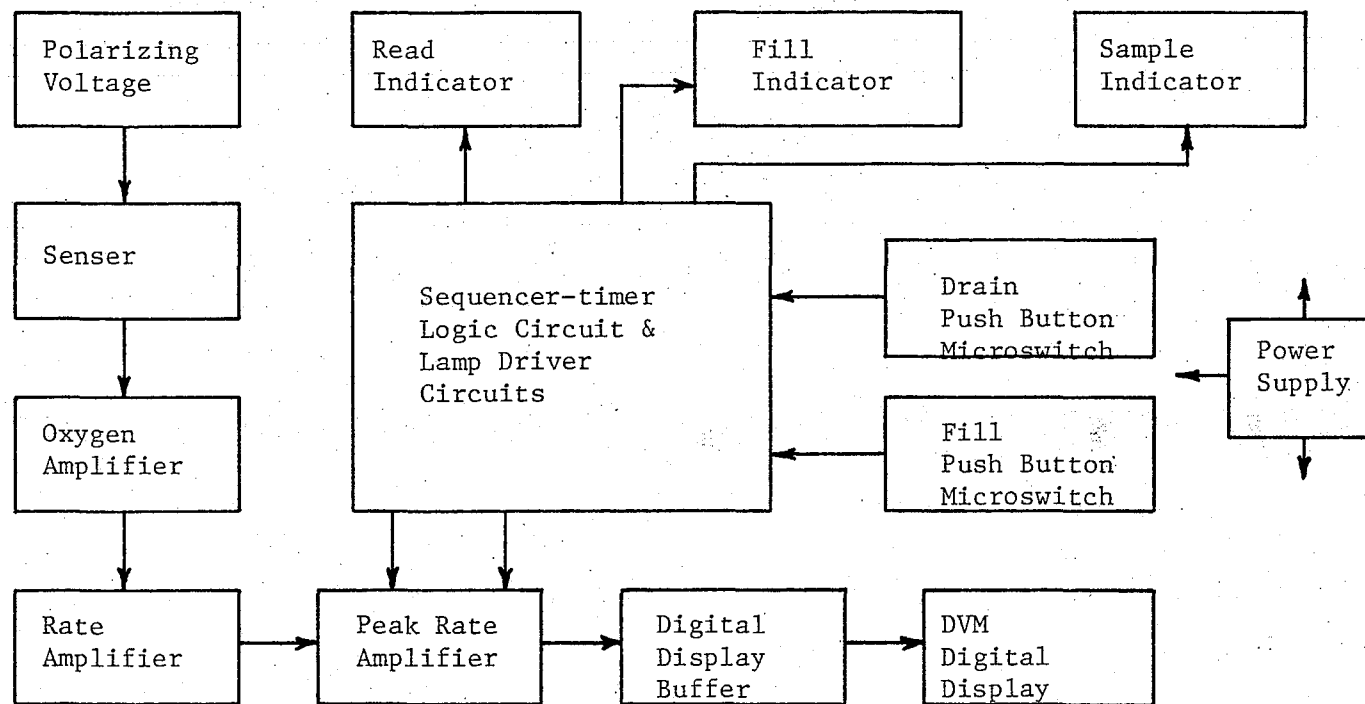 Polarizing
Voltage
Read
Indicator
Fill
Indicator
Sample
Indicator
Senser
Sequencer-timer
Logic Circuit &
Lamp Driver
Circuits
Drain
Push Button
Microswitch
Power
Supply
Oxygen
Amplifier
Fill
Push Button
Microswitch
Rate
Amplifier
Peak Rate
Amplifier
Digital
Display
Buffer
DVM
Digital
Display